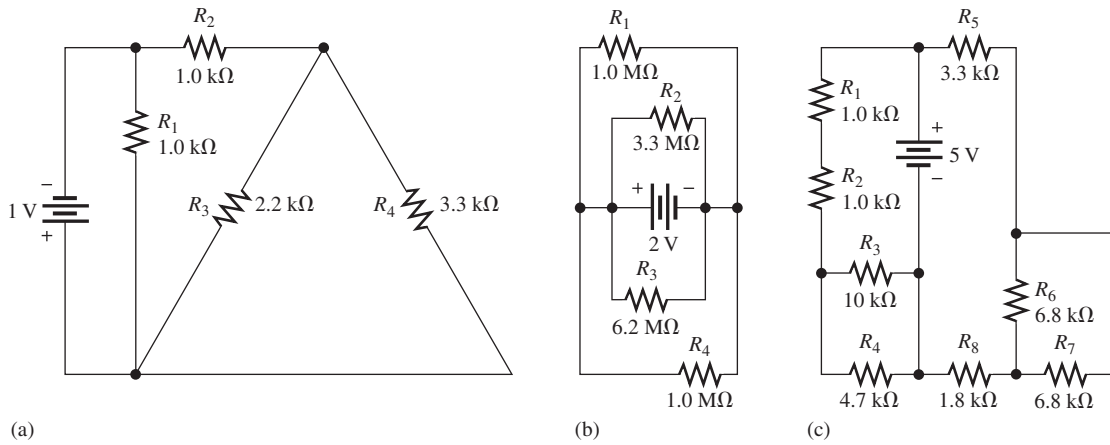 R2
1.0 kΩ
R1
1.0 kΩ
−
1 V
+
R3
2.2 kΩ
R4
3.3 kΩ
(a)
R1
1.0 MΩ
R2
3.3 MΩ
+
−
2 V
R3
6.2 MΩ
R4
1.0 MΩ
(b)
R5
3.3 kΩ
R1
1.0 kΩ
+
5 V
−
R2
1.0 kΩ
R3
10 kΩ
R6
6.8 kΩ
R4
4.7 kΩ
R8
1.8 kΩ
R7
6.8 kΩ
(c)